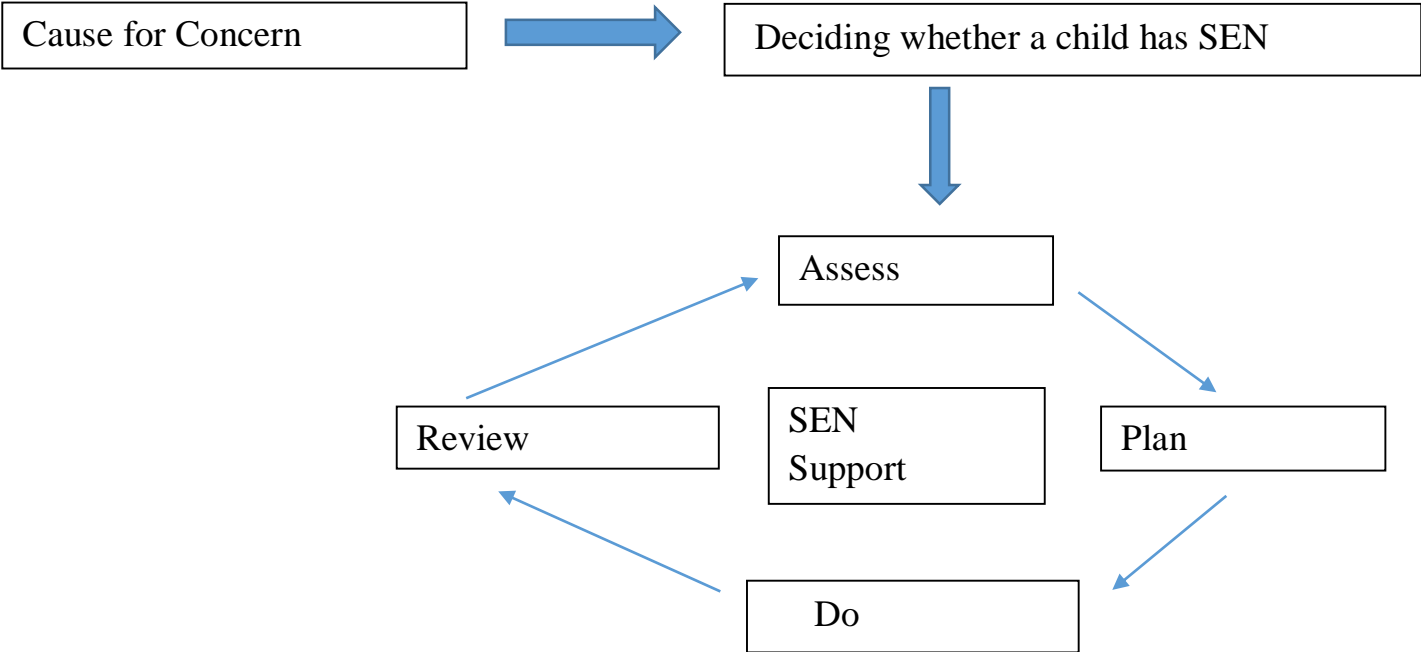 Cause for Concern
Deciding whether a child has SEN
Assess
Review
SEN
Support
Plan
Do